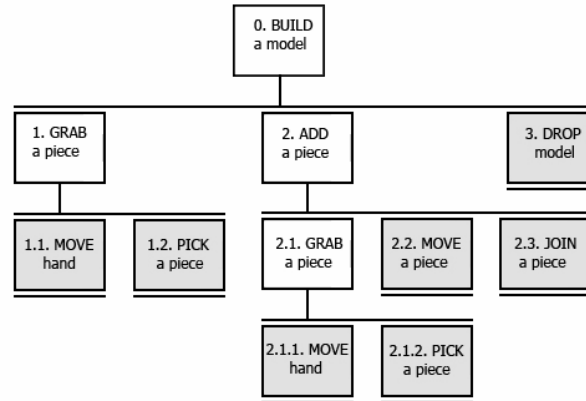 0. BUILD
a model
1. GRAB
a piece
2. ADD
a piece
3. DROP
model
1.1. MOVE
hand
1.2. PICK
a piece
2.1. GRAB
a piece
2.2. MOVE
a piece
2.3. JOIN
a piece
2.1.1. MOVE
hand
2.1.2. PICK
a piece